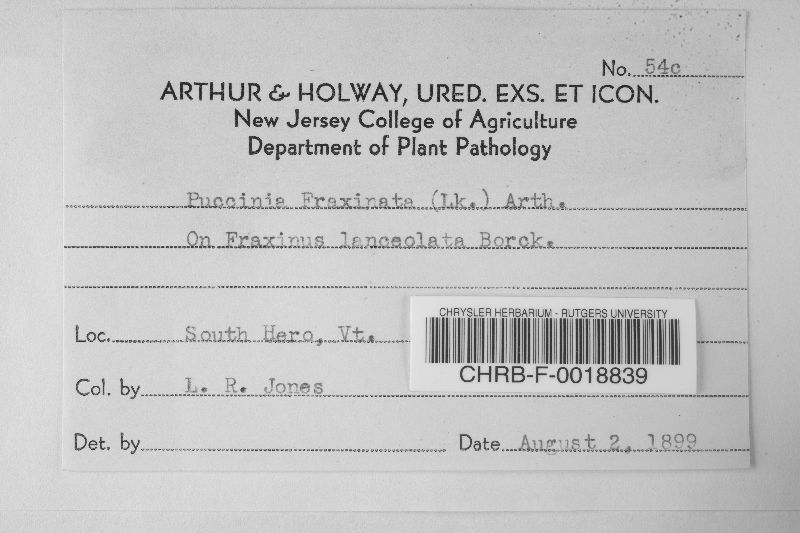 No. 54c
ARTHUR & HOLWAY, URED. EXS. ET ICON.
New Jersey College of Agriculture
Department of Plant Pathology
Puccinia Fraxinata (Lk.) Arth.
On Fraxinus lanceolata Borck.
Loc. South Hero, Vt.
CHRYSLER HERBARIUM - RUTGERS UNIVERSITY
CHRB-F-0018839
Col. by L. R. Jones
Det. by
Date August 2, 1899